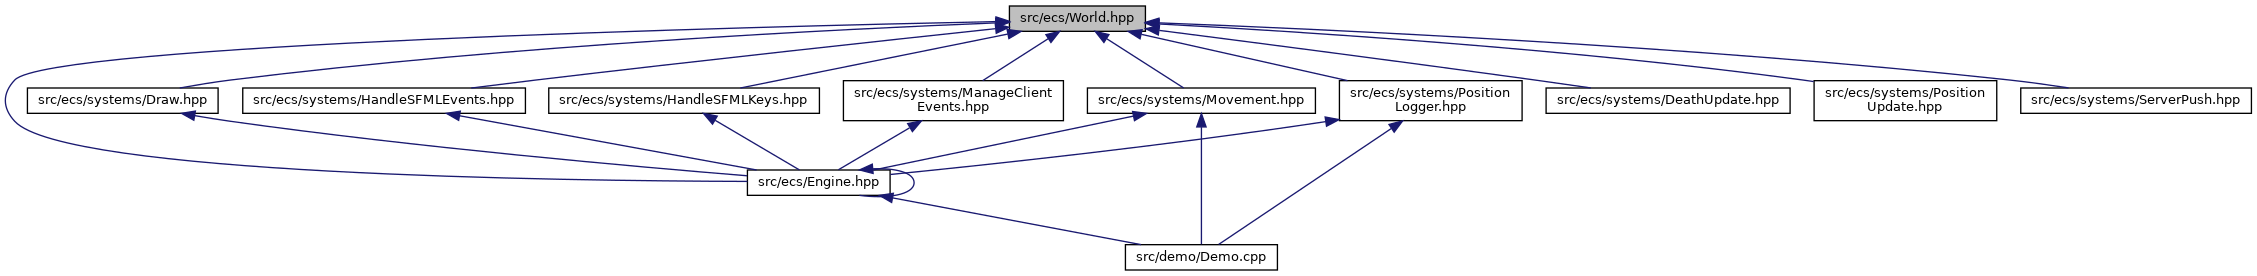 src/ecs/World.hpp
src/ecs/systems/Draw.hpp
src/ecs/systems/HandleSFMLEvents.hpp
src/ecs/systems/HandleSFMLKeys.hpp
src/ecs/systems/ManageClient
Events.hpp
src/ecs/systems/Movement.hpp
src/ecs/systems/Position
Logger.hpp
src/ecs/systems/DeathUpdate.hpp
src/ecs/systems/Position
Update.hpp
src/ecs/systems/ServerPush.hpp
src/ecs/Engine.hpp
src/demo/Demo.cpp